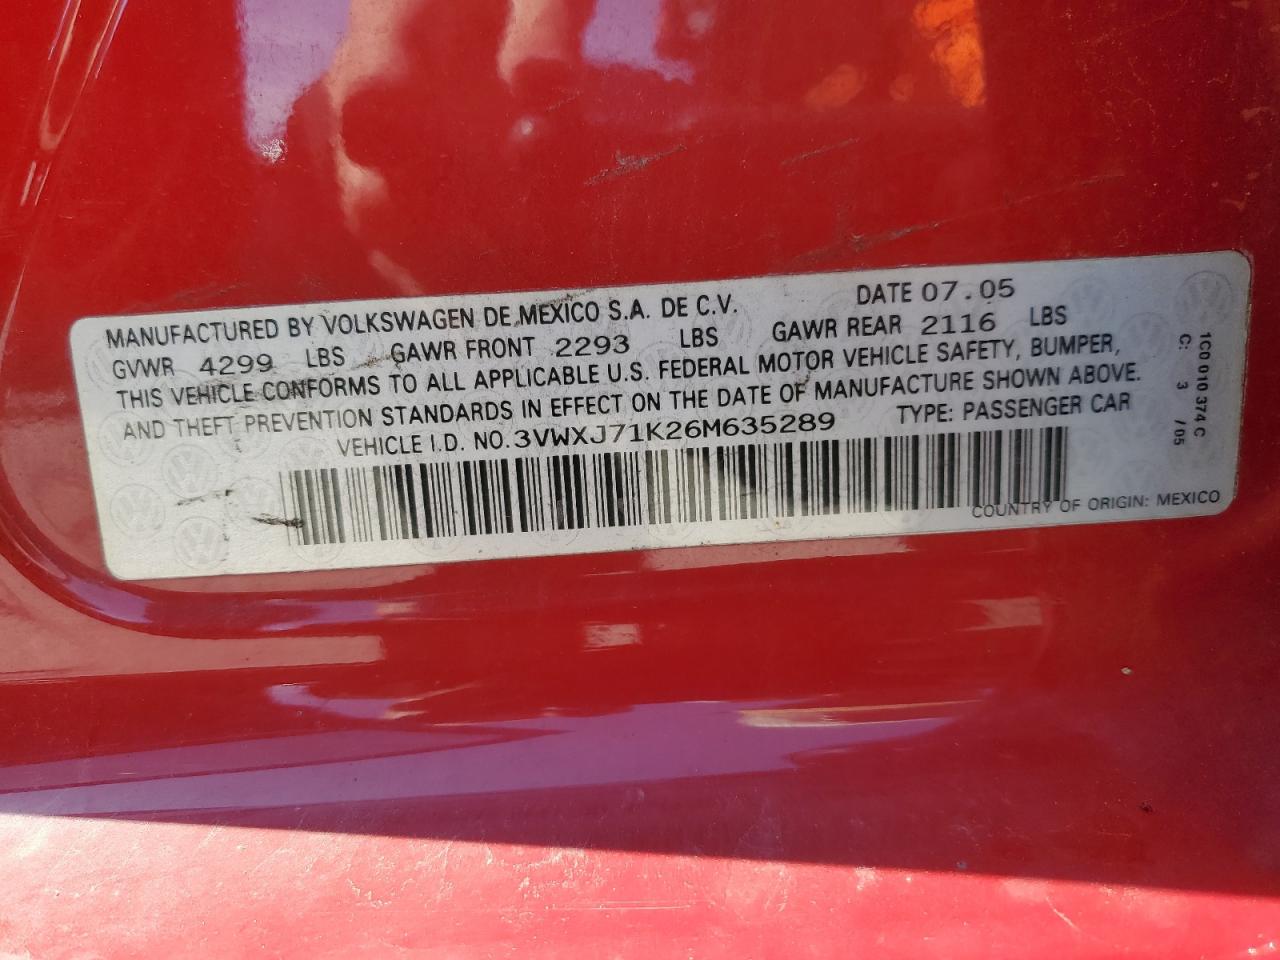 MANUFACTURED BY VOLKSWAGEN DE MEXICO S.A. DE C.V. DATE 07.05
GVWR 4299 LBS GAWR FRONT 2293 LBS GAWR REAR 2116 LBS
THIS VEHICLE CONFORMS TO ALL APPLICABLE U.S. FEDERAL MOTOR VEHICLE SAFETY, BUMPER,
AND THEFT PREVENTION STANDARDS IN EFFECT ON THE DATE OF MANUFACTURE SHOWN ABOVE.
VEHICLE I.D. NO.3VWXJ71K26M635289 TYPE: PASSENGER CAR
COUNTRY OF ORIGIN: MEXICO
1C0 010 374 C
C: 3 /05